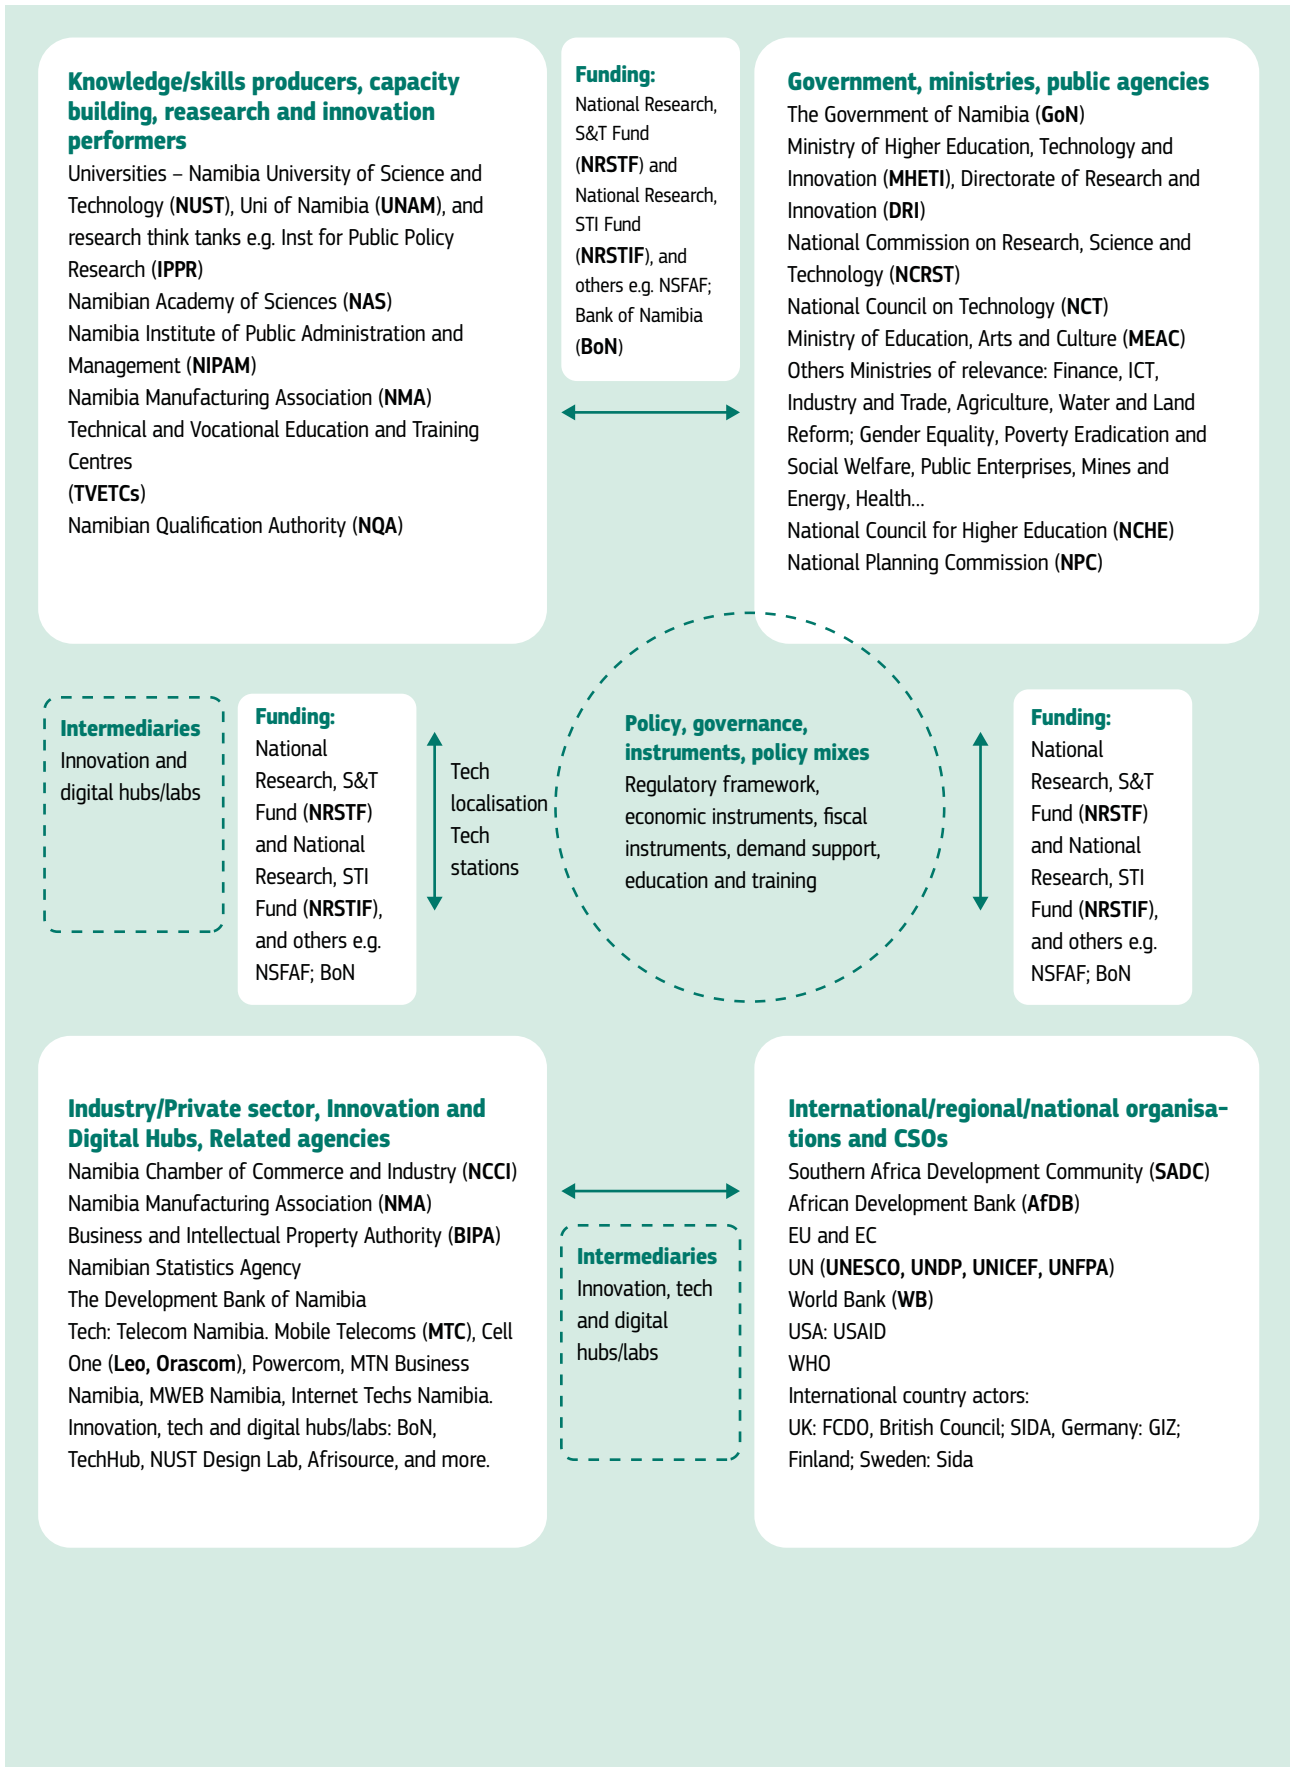 Knowledge/skills producers, capacity
building, reasearch and innovation
performers
Universities – Namibia University of Science and
Technology (NUST), Uni of Namibia (UNAM), and
research think tanks e.g. Inst for Public Policy
Research (IPPR)
Namibian Academy of Sciences (NAS)
Namibia Institute of Public Administration and
Management (NIPAM)
Namibia Manufacturing Association (NMA)
Technical and Vocational Education and Training
Centres
(TVETCs)
Namibian Qualification Authority (NQA)
Funding:
National Research,
S&T Fund
(NRSTF) and
National Research,
STI Fund
(NRSTIF), and
others e.g. NSFAF;
Bank of Namibia
(BoN)
Government, ministries, public agencies
The Government of Namibia (GoN)
Ministry of Higher Education, Technology and
Innovation (MHETI), Directorate of Research and
Innovation (DRI)
National Commission on Research, Science and
Technology (NCRST)
National Council on Technology (NCT)
Ministry of Education, Arts and Culture (MEAC)
Others Ministries of relevance: Finance, ICT,
Industry and Trade, Agriculture, Water and Land
Reform; Gender Equality, Poverty Eradication and
Social Welfare, Public Enterprises, Mines and
Energy, Health...
National Council for Higher Education (NCHE)
National Planning Commission (NPC)
Intermediaries
Innovation and
digital hubs/labs
Funding:
National
Research, S&T
Fund (NRSTF)
and National
Research, STI
Fund (NRSTIF),
and others e.g.
NSFAF; BoN
Tech
localisation
Tech
stations
Policy, governance,
instruments, policy mixes
Regulatory framework,
economic instruments, fiscal
instruments, demand support,
education and training
Funding:
National
Research, S&T
Fund (NRSTF)
and National
Research, STI
Fund (NRSTIF),
and others e.g.
NSFAF; BoN
Industry/Private sector, Innovation and
Digital Hubs, Related agencies
Namibia Chamber of Commerce and Industry (NCCI)
Namibia Manufacturing Association (NMA)
Business and Intellectual Property Authority (BIPA)
Namibian Statistics Agency
The Development Bank of Namibia
Tech: Telecom Namibia. Mobile Telecoms (MTC), Cell
One (Leo, Orascom), Powercom, MTN Business
Namibia, MWEB Namibia, Internet Techs Namibia.
Innovation, tech and digital hubs/labs: BoN,
TechHub, NUST Design Lab, Afrisource, and more.
Intermediaries
Innovation, tech
and digital
hubs/labs
International/regional/national organisa-
tions and CSOs
Southern Africa Development Community (SADC)
African Development Bank (AfDB)
EU and EC
UN (UNESCO, UNDP, UNICEF, UNFPA)
World Bank (WB)
USA: USAID
WHO
International country actors:
UK: FCDO, British Council; SIDA, Germany: GIZ;
Finland; Sweden: Sida